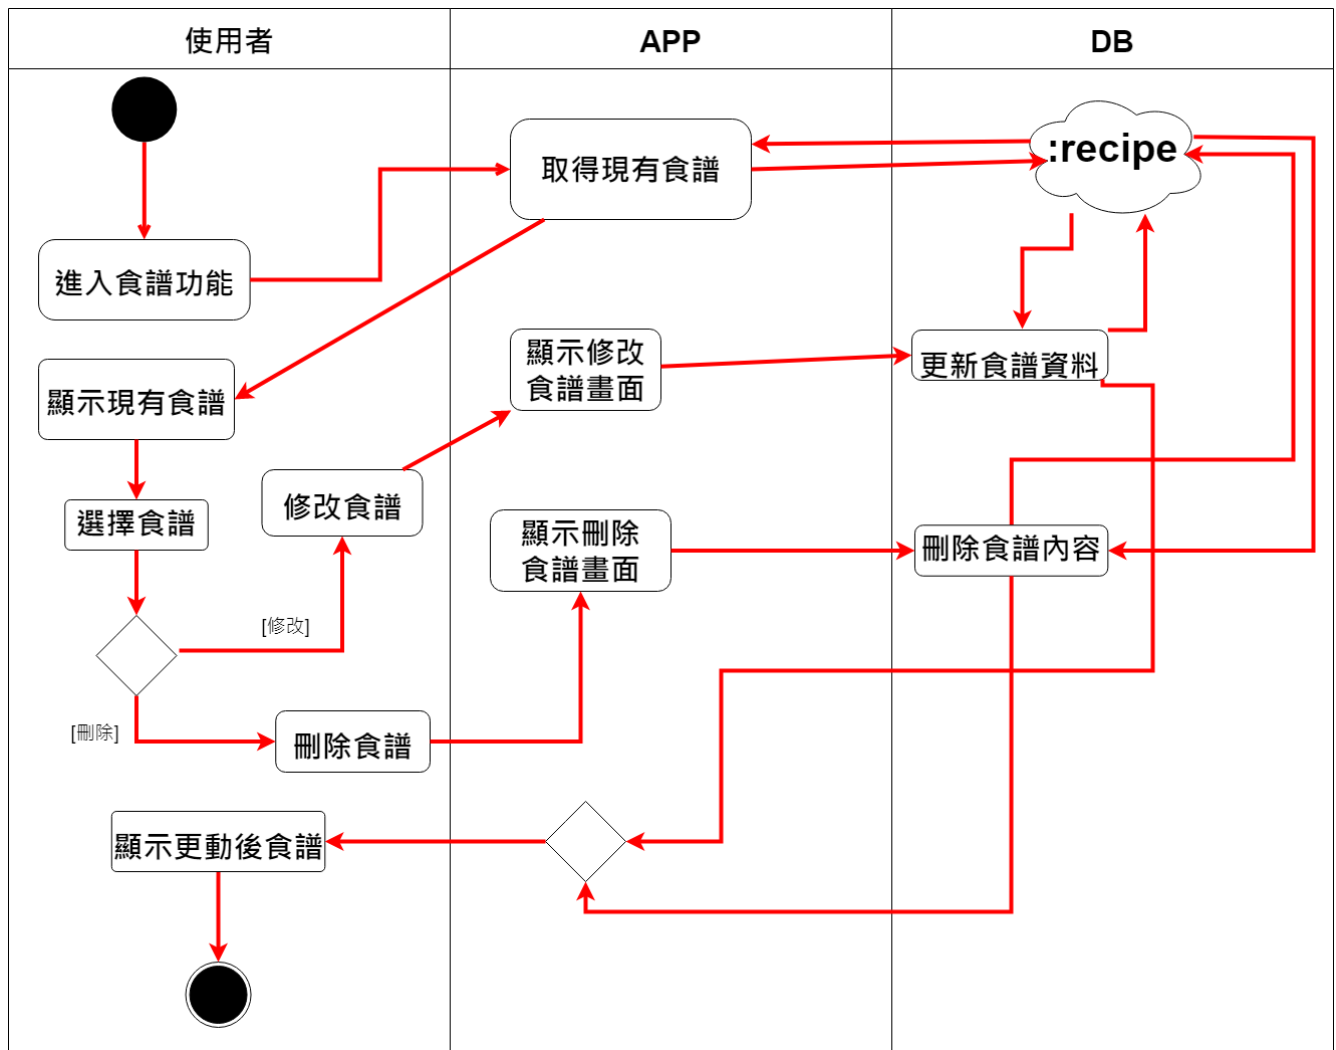 使用者
APP
DB
:recipe
取得現有食譜
進入食譜功能
顯示修改
食譜畫面
更新食譜資料
顯示現有食譜
選擇食譜
修改食譜
顯示刪除
食譜畫面
刪除食譜內容
[修改]
[刪除]
刪除食譜
顯示更動後食譜